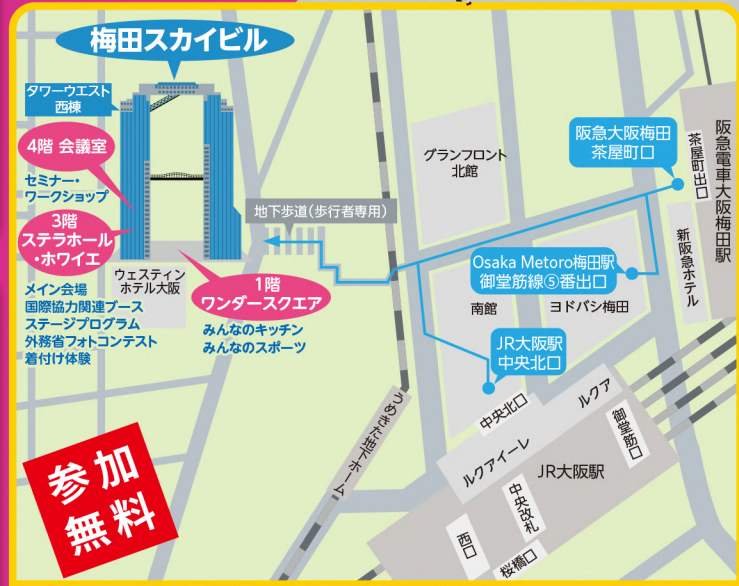 梅田スカイビル
タワーウエスト
西棟
4階 会議室
セミナー・
ワークショップ
3階
ステラホール
・ホワイエ
メイン会場
国際協力関連ブース
ステージプログラム
外務省フォトコンテスト
着付け体験
ウェスティン
ホテル大阪
1階
ワンダースクエア
みんなのキッチン
みんなのスポーツ
地下歩道(歩行者専用)
グランフロント
北館
阪急大阪梅田
茶屋町口
茶屋町出口
阪急電車大阪梅田駅
新阪急ホテル
Osaka Metoro梅田駅
御堂筋線⑤番出口
南館
ヨドバシ梅田
JR大阪駅
中央北口
中央北口
ルクア
御堂筋口
うめきた地下ホーム
ルクアイーレ
JR大阪駅
中央改札
西口
桜橋口
参加
無料